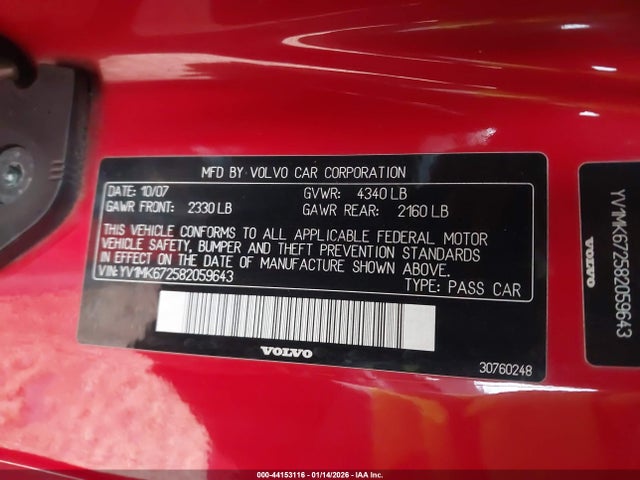 MFD BY VOLVO CAR CORPORATION
DATE: 10/07 GVWR: 4340 LB
GAWR FRONT: 2330 LB GAWR REAR: 2160 LB
THIS VEHICLE CONFORMS TO ALL APPLICABLE FEDERAL MOTOR
VEHICLE SAFETY, BUMPER AND THEFT PREVENTION STANDARDS
IN EFFECT ON THE DATE OF MANUFACTURE SHOWN ABOVE.
VIN: YV1MK672582059643
TYPE: PASS CAR
VOLVO
30760248
YV1MK672582059643
VOLVO
000-44153116 - 01/14/2026 - IAA Inc.